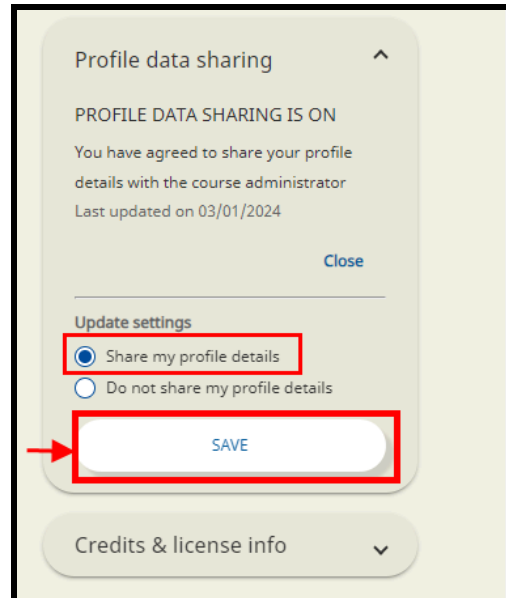 Profile data sharing
PROFILE DATA SHARING IS ON
You have agreed to share your profile
details with the course administrator
Last updated on 03/01/2024
Close
Update settings
Share my profile details
Do not share my profile details
SAVE
Credits & license info